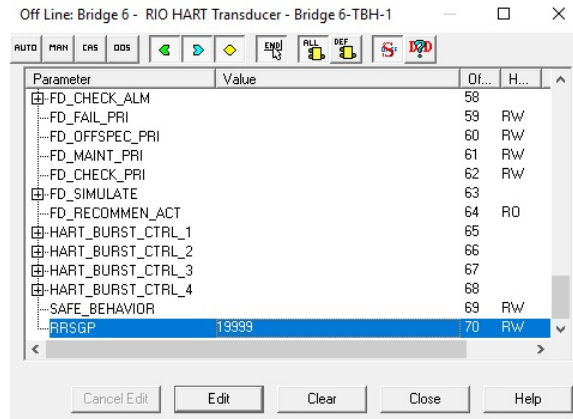 Off Line: Bridge 6 - RIO HART Transducer - Bridge 6-TBH-1
AUTO MAN CAS OOS END ALL DEF
Parameter Value Of... H...
FD_CHECK_ALM 58
FD_FAIL_PRI 59 RW
FD_OFFSPEC_PRI 60 RW
FD_MAINT_PRI 61 RW
FD_CHECK_PRI 62 RW
FD_SIMULATE 63
FD_RECOMMEN_ACT 64 RO
HART_BURST_CTRL_1 65
HART_BURST_CTRL_2 66
HART_BURST_CTRL_3 67
HART_BURST_CTRL_4 68
SAFE_BEHAVIOR 69 RW
RRSGP 19999 70 RW
Cancel Edit Edit Clear Close Help